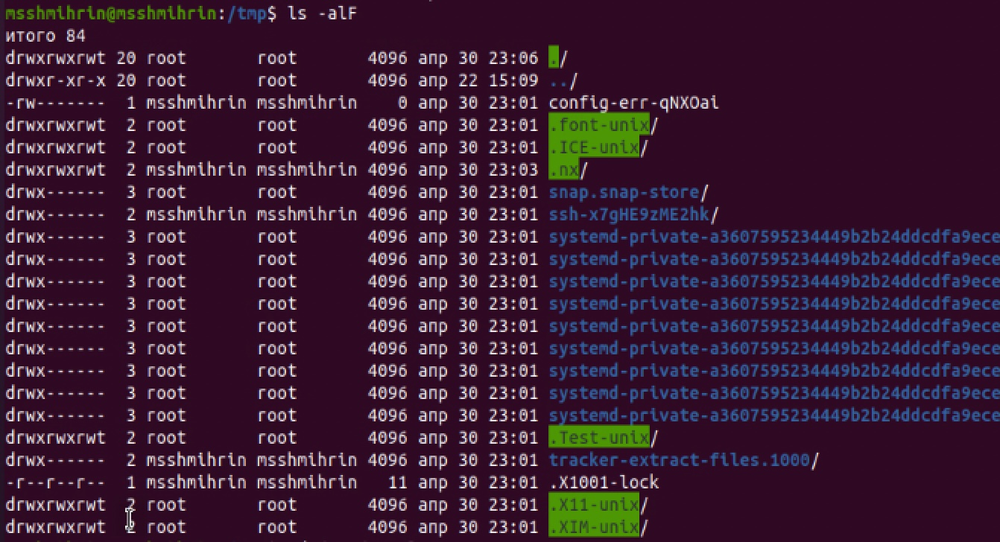 msshmihrin@msshmihrin:/tmp$ ls -alF
итого 84
drwxrwxrwt 20 root       root       4096 апр 30 23:06 ./
drwxr-xr-x 20 root       root       4096 апр 22 15:09 ../
-rw-------  1 msshmihrin msshmihrin    0 апр 30 23:01 config-err-qNXOai
drwxrwxrwt  2 root       root       4096 апр 30 23:01 .font-unix/
drwxrwxrwt  2 root       root       4096 апр 30 23:01 .ICE-unix/
drwxrwxrwt  2 msshmihrin msshmihrin 4096 апр 30 23:03 .nx/
drwx------  3 root       root       4096 апр 30 23:01 snap.snap-store/
drwx------  2 msshmihrin msshmihrin 4096 апр 30 23:01 ssh-x7gHE9zME2hk/
drwx------  3 root       root       4096 апр 30 23:01 systemd-private-a3607595234449b2b24ddcdfa9ece
drwx------  3 root       root       4096 апр 30 23:01 systemd-private-a3607595234449b2b24ddcdfa9ece
drwx------  3 root       root       4096 апр 30 23:01 systemd-private-a3607595234449b2b24ddcdfa9ece
drwx------  3 root       root       4096 апр 30 23:01 systemd-private-a3607595234449b2b24ddcdfa9ece
drwx------  3 root       root       4096 апр 30 23:01 systemd-private-a3607595234449b2b24ddcdfa9ece
drwx------  3 root       root       4096 апр 30 23:01 systemd-private-a3607595234449b2b24ddcdfa9ece
drwx------  3 root       root       4096 апр 30 23:01 systemd-private-a3607595234449b2b24ddcdfa9ece
drwx------  3 root       root       4096 апр 30 23:01 systemd-private-a3607595234449b2b24ddcdfa9ece
drwx------  3 root       root       4096 апр 30 23:01 systemd-private-a3607595234449b2b24ddcdfa9ece
drwxrwxrwt  2 root       root       4096 апр 30 23:01 .Test-unix/
drwx------  2 msshmihrin msshmihrin 4096 апр 30 23:01 tracker-extract-files.1000/
-r--r--r--  1 msshmihrin msshmihrin   11 апр 30 23:01 .X1001-lock
drwxrwxrwt  2 root       root       4096 апр 30 23:01 .X11-unix/
drwxrwxrwt  2 root       root       4096 апр 30 23:01 .XIM-unix/